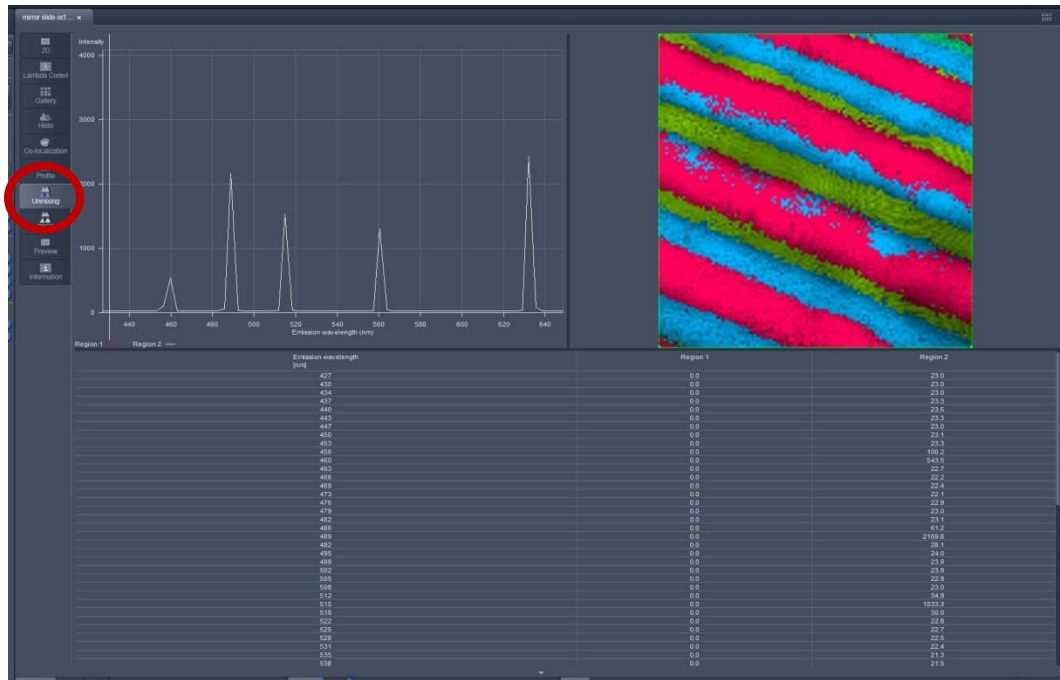 mirror slide oct ... ×
2D
Lambda Coded
Gallery
Histo
Co-localization
Profile
Unmixing
Preview
Information
Intensity
4000
3000
2000
1000
0
440 460 480 500 520 540 560 580 600 620 640
Emission wavelength (nm)
Region 1 Region 2
Emission wavelength [nm] Region 1 Region 2
427 0.0 23.0
430 0.0 23.0
434 0.0 23.0
437 0.0 23.3
440 0.0 23.5
443 0.0 23.3
447 0.0 23.0
450 0.0 23.1
453 0.0 23.3
456 0.0 100.2
460 0.0 543.5
463 0.0 22.7
466 0.0 22.2
469 0.0 22.4
473 0.0 22.1
476 0.0 22.9
479 0.0 23.0
482 0.0 23.1
486 0.0 61.2
489 0.0 2169.8
492 0.0 28.1
495 0.0 24.0
499 0.0 23.9
502 0.0 23.9
505 0.0 22.9
508 0.0 23.0
512 0.0 34.9
515 0.0 1533.3
518 0.0 30.0
522 0.0 22.8
525 0.0 22.7
528 0.0 22.5
531 0.0 22.4
535 0.0 21.3
538 0.0 21.5